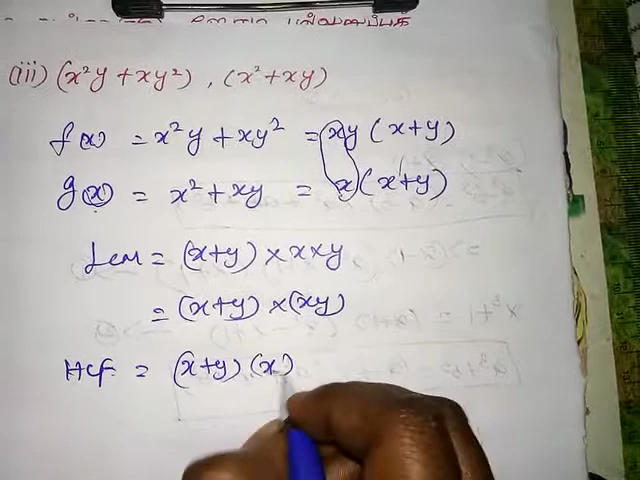 (iii) (x²y + xy²) , (x² + xy)
f(x) = x²y + xy² = xy (x+y)
g(x) = x² + xy = x (x+y)
Lcm = (x+y) × x × y
= (x+y) × (xy)
Hcf = (x+y) (x)